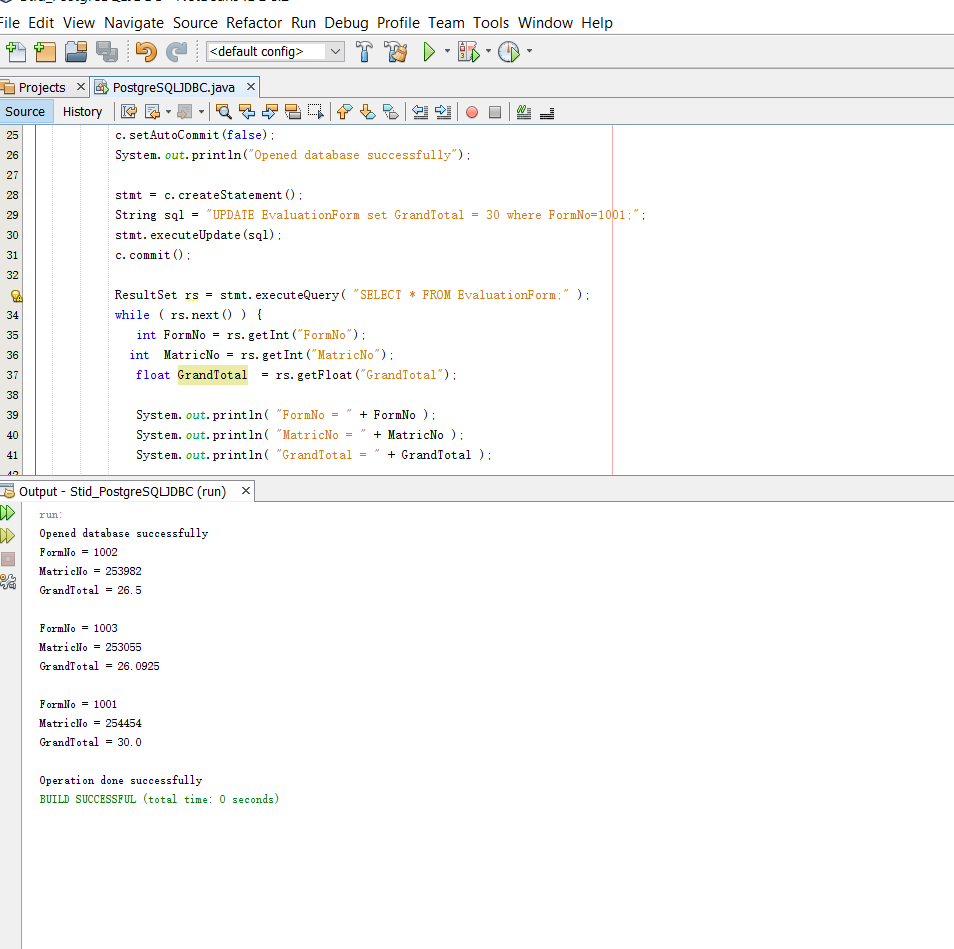 File Edit View Navigate Source Refactor Run Debug Profile Team Tools Window Help
<default config>
Projects PostgreSQLJDBC.java
Source History
25 c.setAutoCommit(false);
26 System.out.println("Opened database successfully");
27
28 stmt = c.createStatement();
29 String sql = "UPDATE EvaluationForm set GrandTotal = 30 where FormNo=1001;";
30 stmt.executeUpdate(sql);
31 c.commit();
32
ResultSet rs = stmt.executeQuery( "SELECT * FROM EvaluationForm;" );
34 while ( rs.next() ) {
35 int FormNo = rs.getInt("FormNo");
36 int MatricNo = rs.getInt("MatricNo");
37 float GrandTotal = rs.getFloat("GrandTotal");
38
39 System.out.println( "FormNo = " + FormNo );
40 System.out.println( "MatricNo = " + MatricNo );
41 System.out.println( "GrandTotal = " + GrandTotal );
Output - Stid_PostgreSQLJDBC (run)
run:
Opened database successfully
FormNo = 1002
MatricNo = 253982
GrandTotal = 26.5
FormNo = 1003
MatricNo = 253055
GrandTotal = 26.0925
FormNo = 1001
MatricNo = 254454
GrandTotal = 30.0
Operation done successfully
BUILD SUCCESSFUL (total time: 0 seconds)